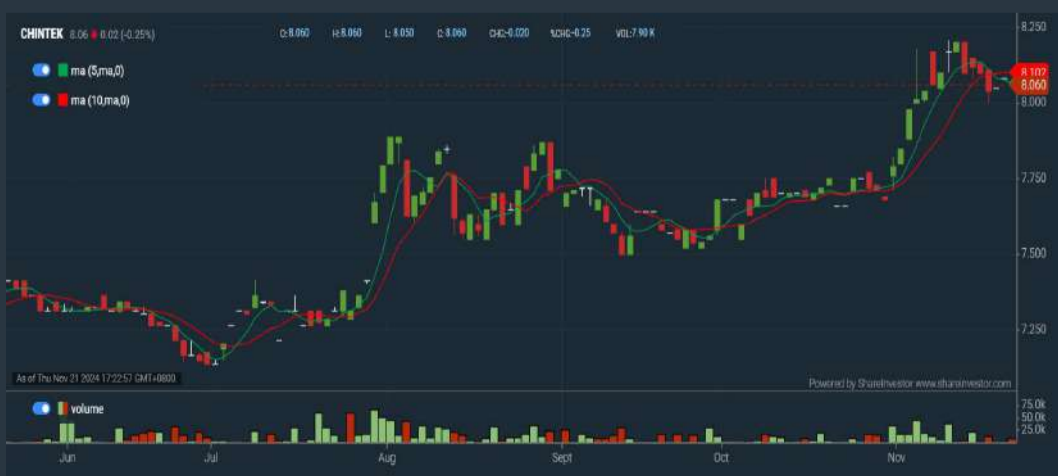 CHINTEK 8.06 0.02 (-0.25%) O: 8.060 H: 8.060 L: 8.050 C: 8.060 CHG:-0.020 %CHG:-0.25 VOL:7.90 K
ma (5,ma,0)
ma (10,ma,0)
8.250
8.102
8.060
8.000
7.750
7.500
7.250
As of Thu Nov 21 2024 17:22:57 GMT+0800
Powered by ShareInvestor www.shareinvestor.com
volume
75.0k
50.0k
25.0k
Jun Jul Aug Sept Oct Nov